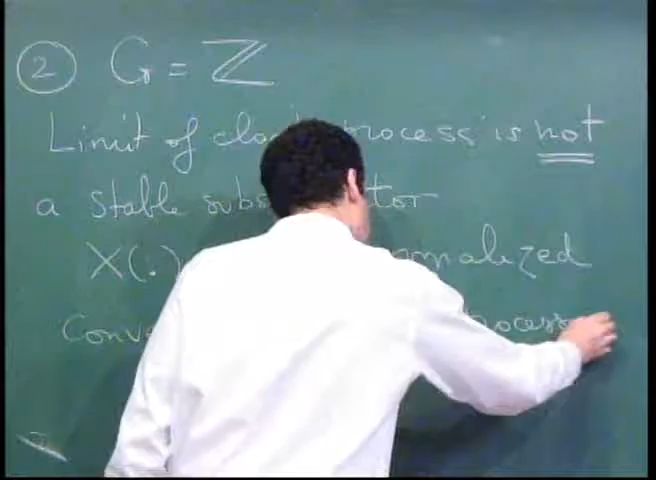 ② G = ℤ
Limit of clock process is not
a stable subordinator
X(.) normalized
Conv process